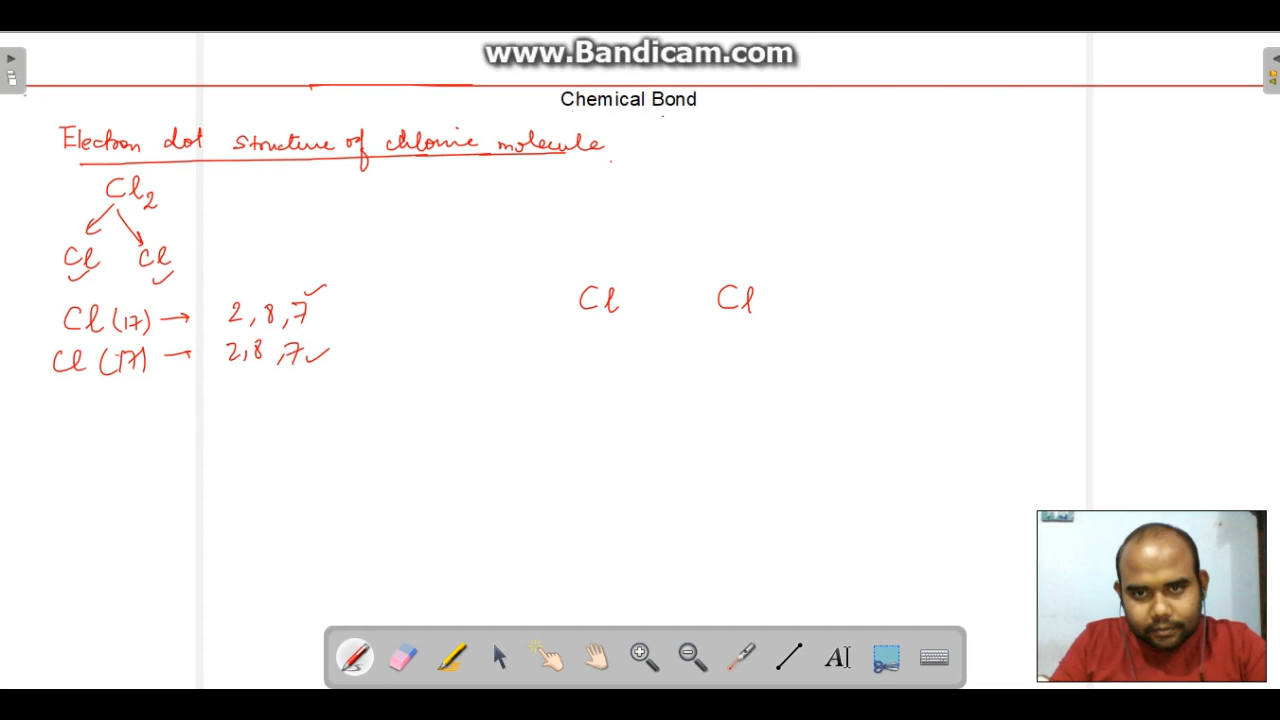 www.Bandicam.com
Chemical Bond
Electron dot structure of chlorine molecule
Cl2
Cl Cl
Cl (17) → 2, 8, 7 ✓
Cl (17) → 2, 8, 7 ✓
Cl Cl